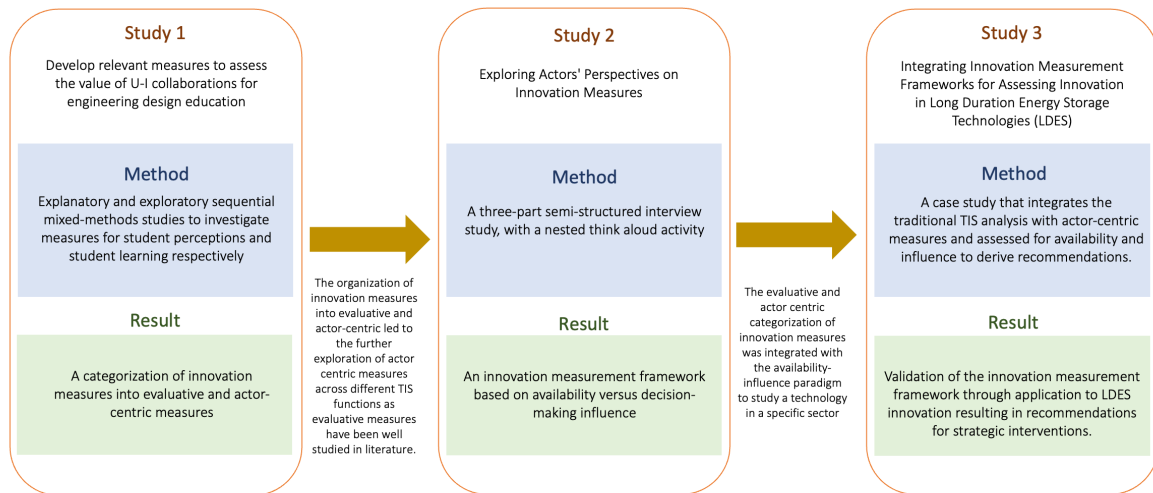 Study 1
Develop relevant measures to assess
the value of U-I collaborations for
engineering design education
Method
Explanatory and exploratory sequential
mixed-methods studies to investigate
measures for student perceptions and
student learning respectively
Result
A categorization of innovation
measures into evaluative and actor-
centric measures
The organization of
innovation measures
into evaluative and
actor-centric led to
the further
exploration of actor
centric measures
across different TIS
functions as
evaluative measures
have been well
studied in literature.
Study 2
Exploring Actors' Perspectives on
Innovation Measures
Method
A three-part semi-structured interview
study, with a nested think aloud activity
Result
An innovation measurement framework
based on availability versus decision-
making influence
The evaluative and
actor centric
categorization of
innovation measures
was integrated with
the availability-
influence paradigm
to study a technology
in a specific sector
Study 3
Integrating Innovation Measurement
Frameworks for Assessing Innovation
in Long Duration Energy Storage
Technologies (LDES)
Method
A case study that integrates the
traditional TIS analysis with actor-centric
measures and assessed for availability and
influence to derive recommendations.
Result
Validation of the innovation measurement
framework through application to LDES
innovation resulting in recommendations
for strategic interventions.